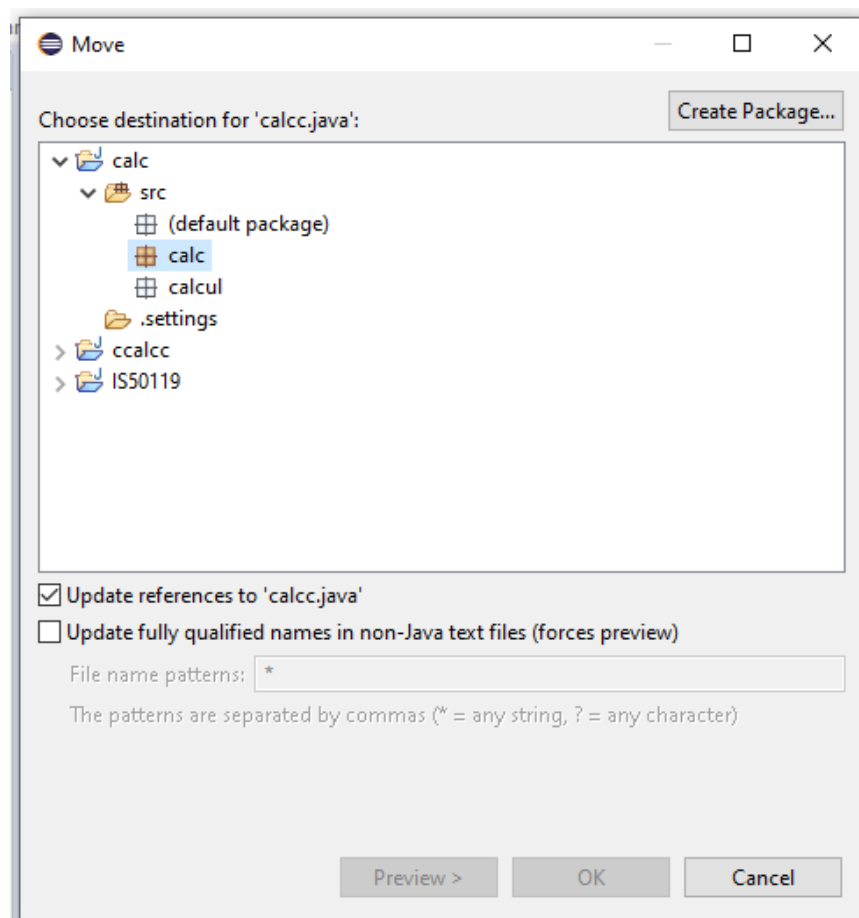 Move
Create Package...
Choose destination for 'calcc.java':
calc
src
(default package)
calc
calcul
.settings
ccalcc
IS50119
Update references to 'calcc.java'
Update fully qualified names in non-Java text files (forces preview)
File name patterns: *
The patterns are separated by commas (* = any string, ? = any character)
Preview > OK Cancel